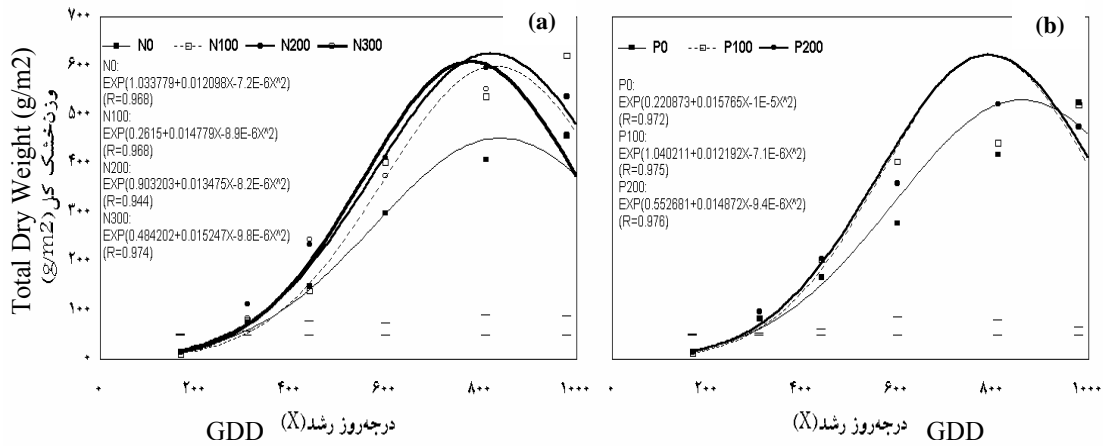 Total Dry Weight (g/m2)
وزن‌خشک کل (g/m2)
۷۰۰
۶۰۰
۵۰۰
۴۰۰
۳۰۰
۲۰۰
۱۰۰
۰
(a)
N0 N100 N200 N300
N0:
EXP(1.033779+0.012098X-7.2E-6X^2)
(R=0.968)
N100:
EXP(0.2615+0.014779X-8.9E-6X^2)
(R=0.968)
N200:
EXP(0.903203+0.013475X-8.2E-6X^2)
(R=0.944)
N300:
EXP(0.484202+0.015247X-9.8E-6X^2)
(R=0.974)
۰ ۲۰۰ ۴۰۰ ۶۰۰ ۸۰۰ ۱۰۰۰
GDD درجه‌روز رشد(X)
(b)
P0 P100 P200
P0:
EXP(0.220873+0.015765X-1E-5X^2)
(R=0.972)
P100:
EXP(1.040211+0.012192X-7.1E-6X^2)
(R=0.975)
P200:
EXP(0.552681+0.014872X-9.4E-6X^2)
(R=0.976)
۰ ۲۰۰ ۴۰۰ ۶۰۰ ۸۰۰ ۱۰۰۰
درجه‌روز رشد(X) GDD